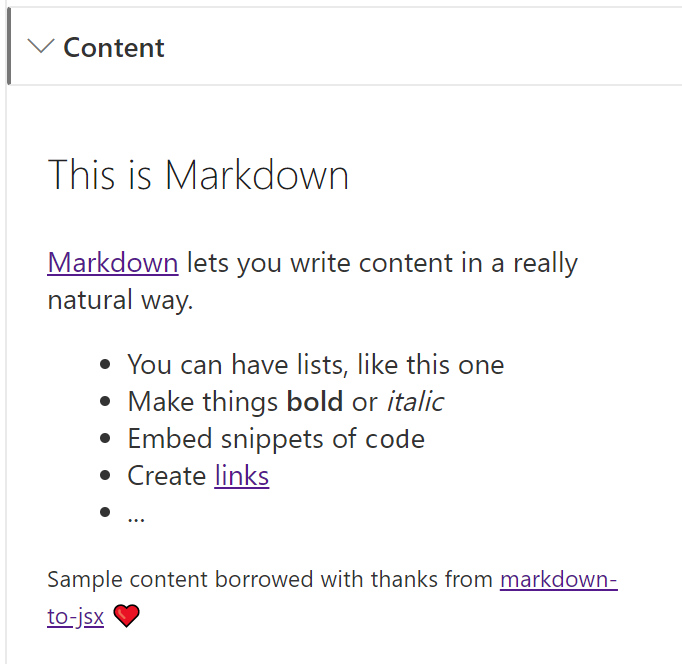 Content
This is Markdown
Markdown lets you write content in a really
natural way.
You can have lists, like this one
Make things bold or italic
Embed snippets of code
Create links
...
Sample content borrowed with thanks from markdown-
to-jsx ❤️